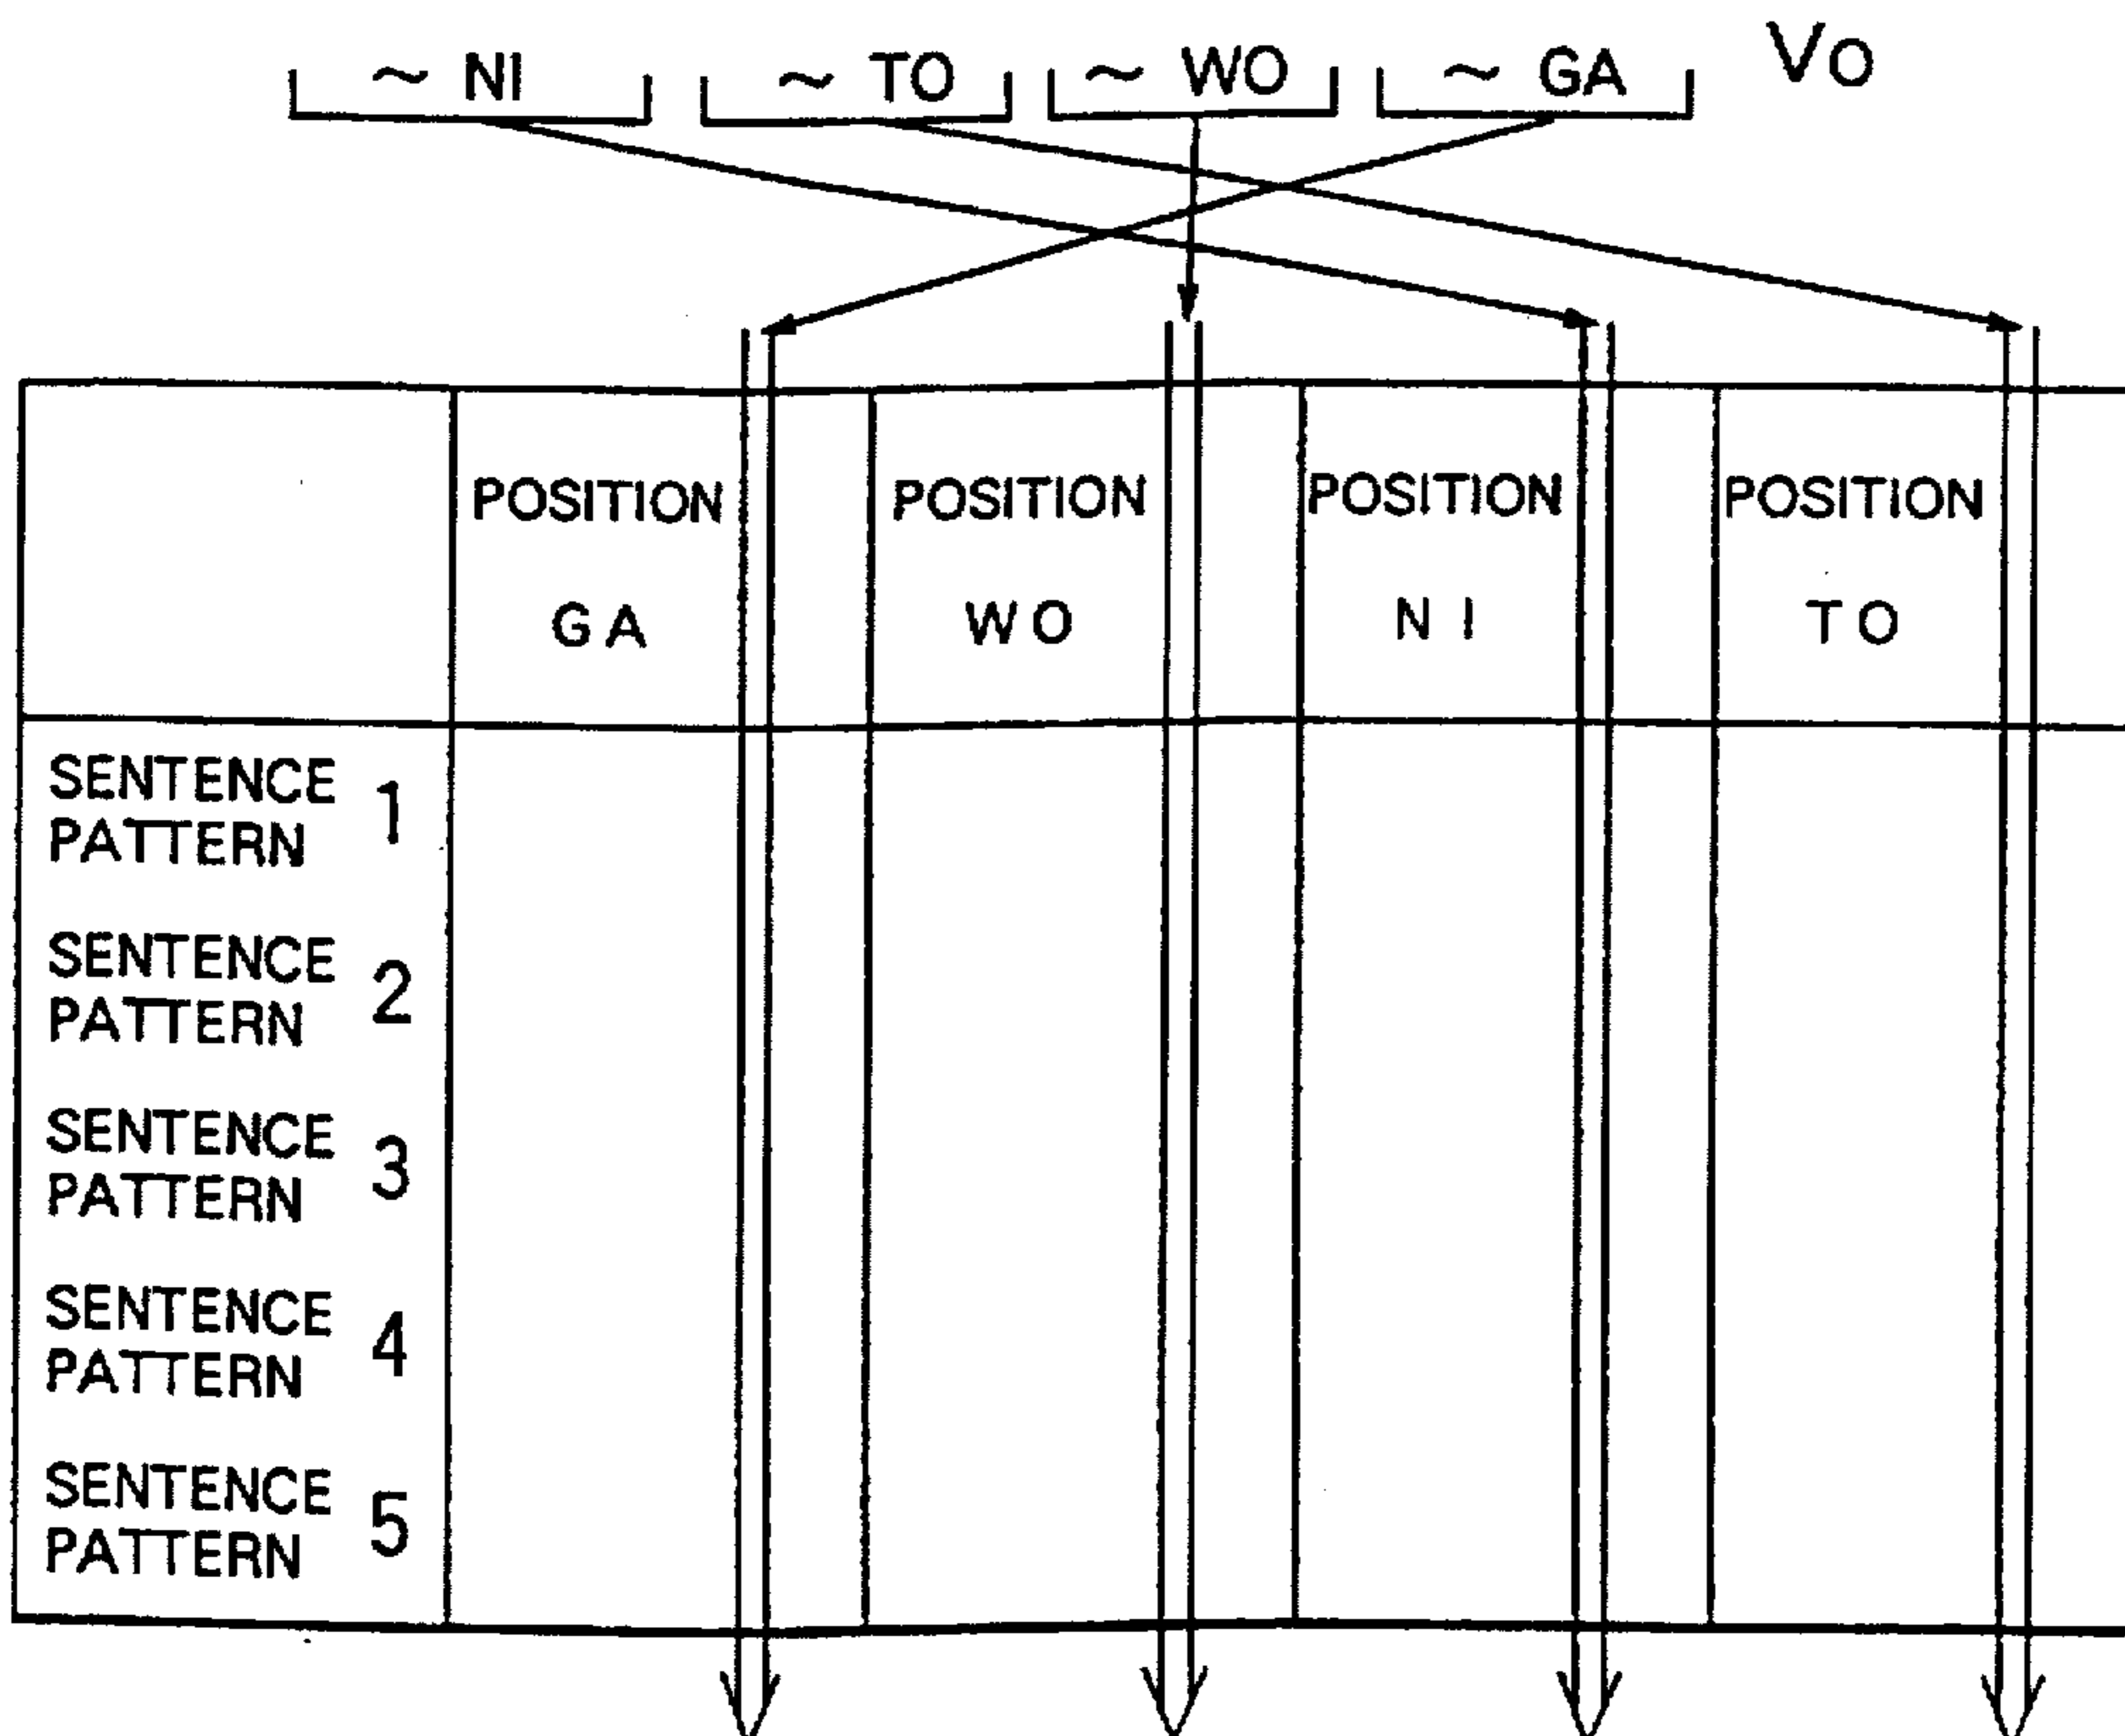 ~ NI ~ TO ~ WO ~ GA Vo
POSITION POSITION POSITION POSITION
GA WO NI TO
SENTENCE PATTERN 1
SENTENCE PATTERN 2
SENTENCE PATTERN 3
SENTENCE PATTERN 4
SENTENCE PATTERN 5